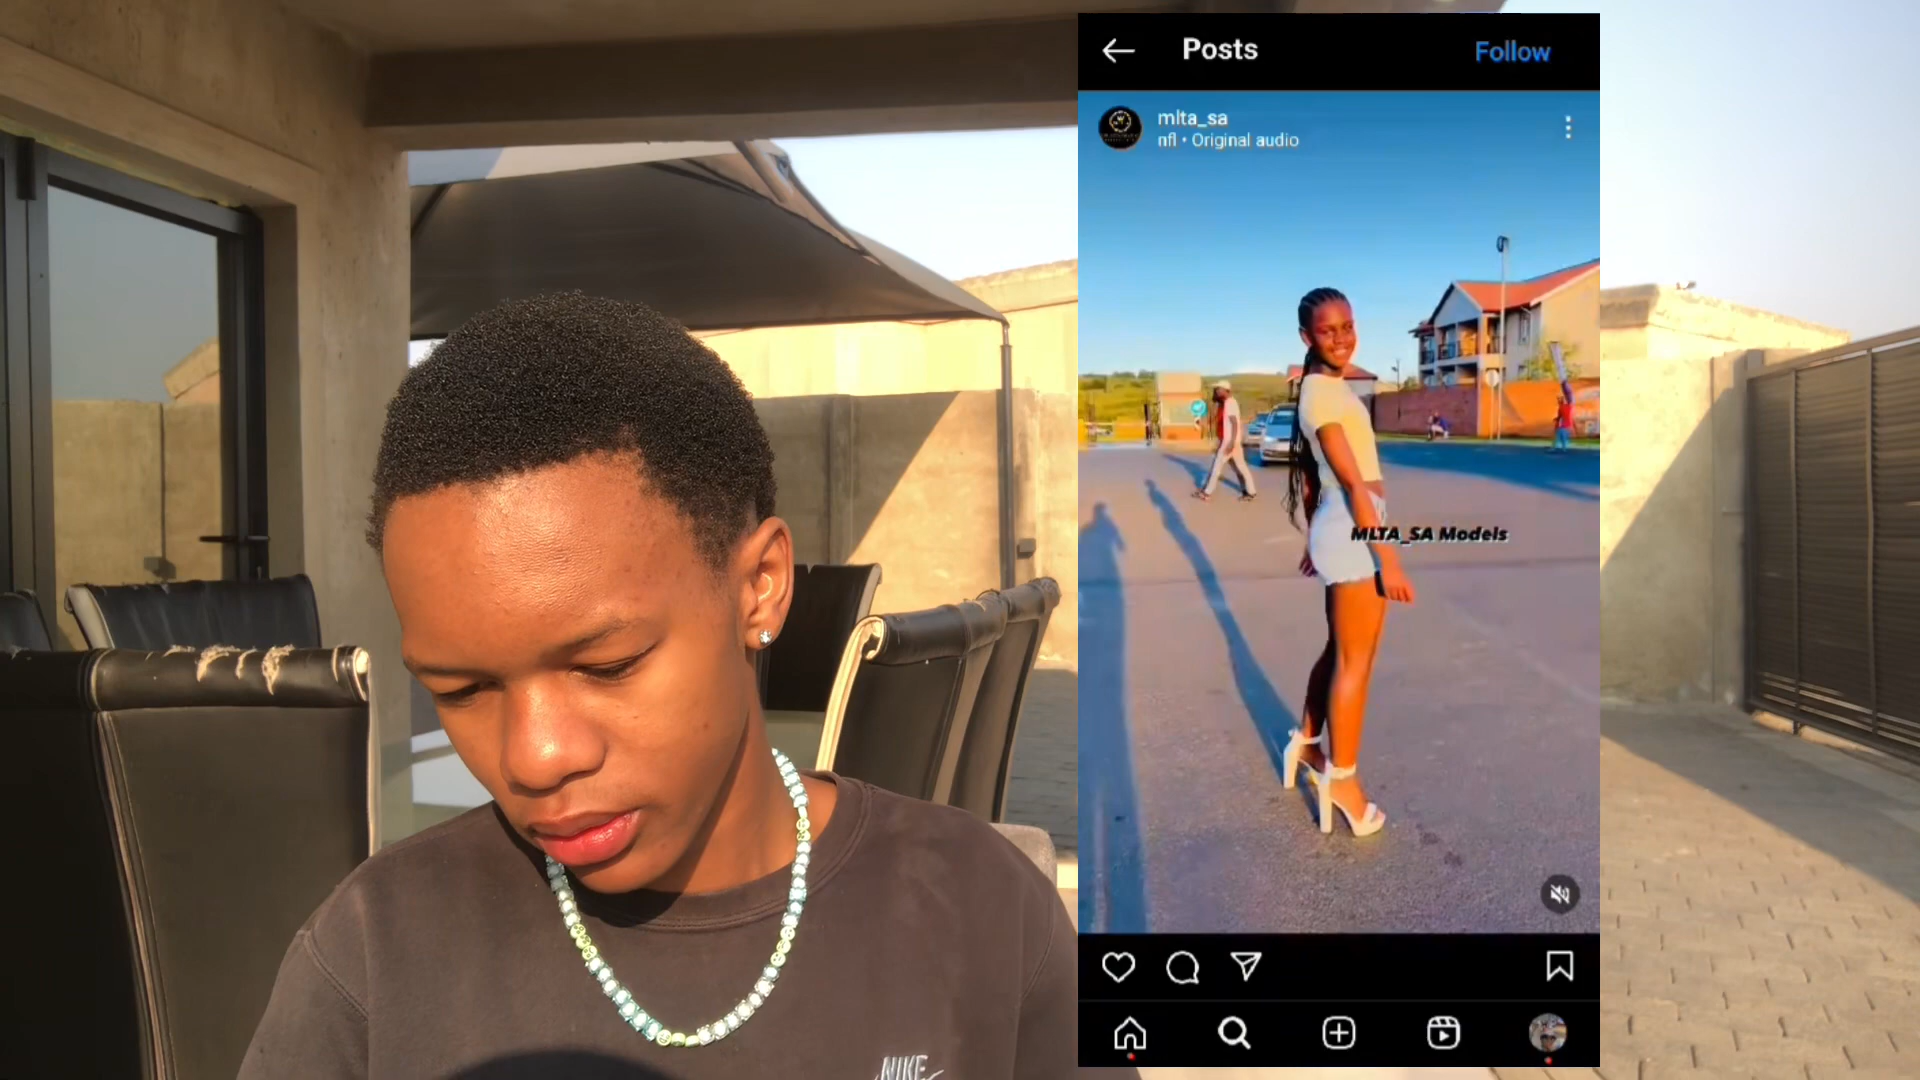 Posts
Follow
mlta_sa
nfl • Original audio
MLTA_SA Models
NIKE